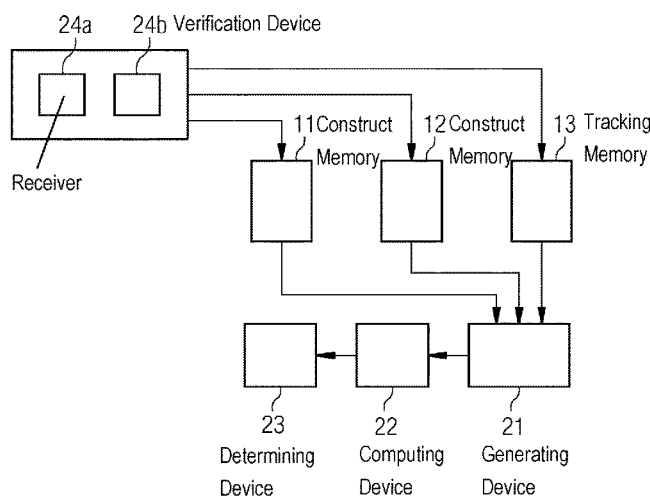 24a
24b Verification Device
Receiver
11 Construct Memory
12 Construct Memory
13 Tracking Memory
23
22
21
Determining Device
Computing Device
Generating Device